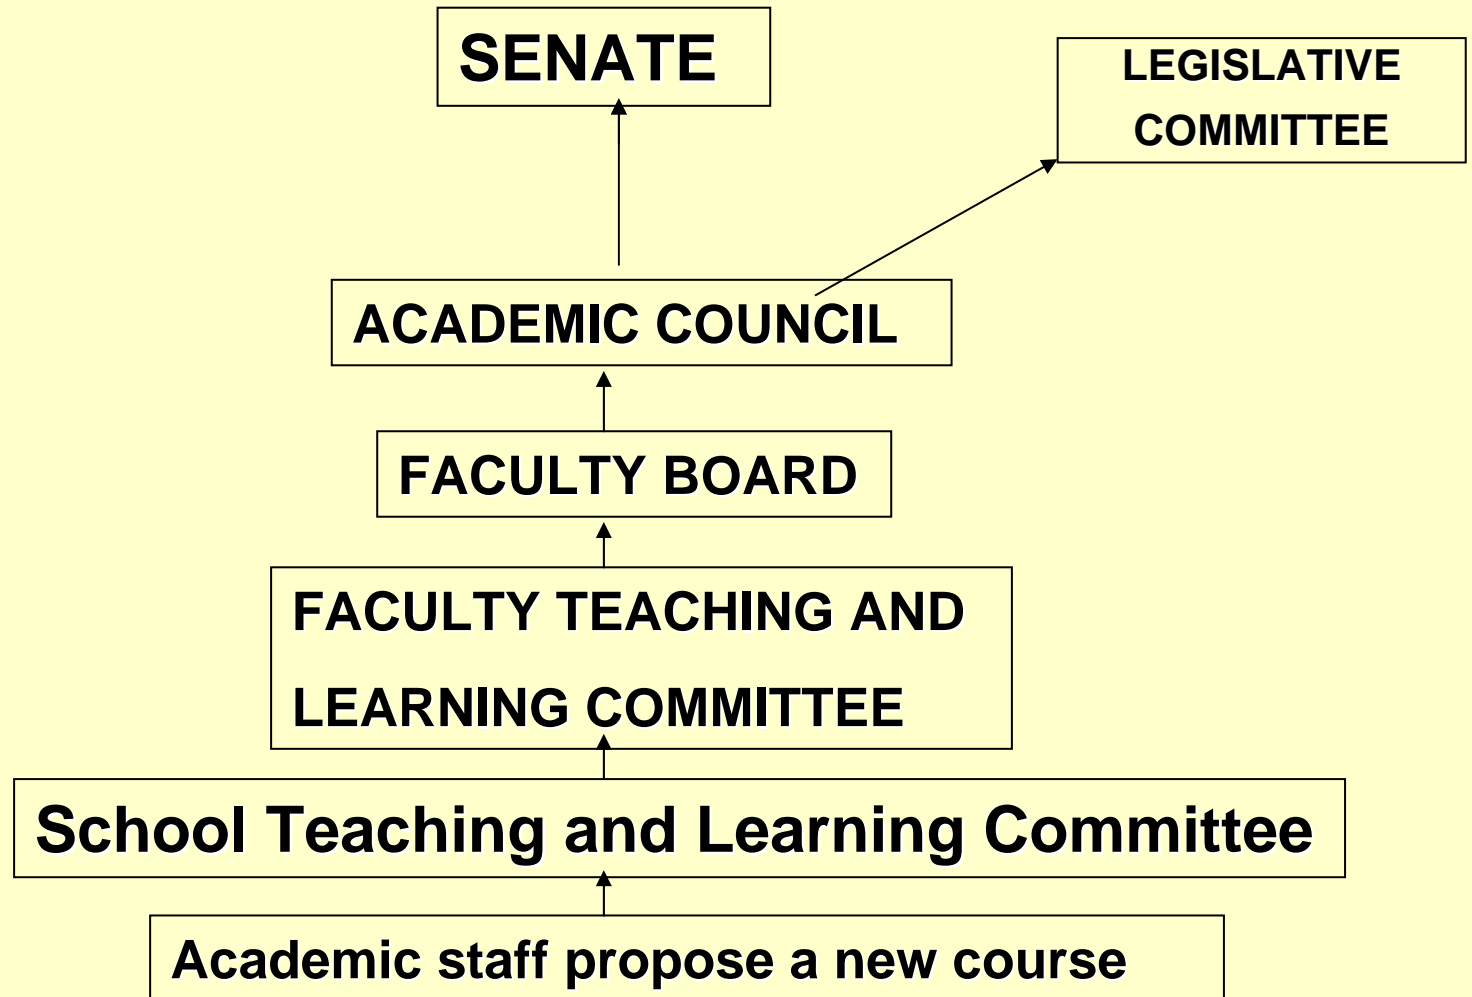 SENATE
LEGISLATIVE
COMMITTEE
ACADEMIC COUNCIL
FACULTY BOARD
FACULTY TEACHING AND
LEARNING COMMITTEE
School Teaching and Learning Committee
Academic staff propose a new course